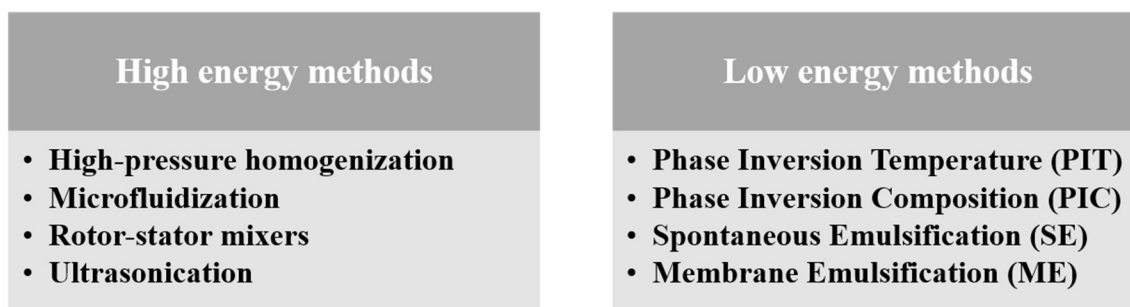 High energy methods
• High-pressure homogenization
• Microfluidization
• Rotor-stator mixers
• Ultrasonication
Low energy methods
• Phase Inversion Temperature (PIT)
• Phase Inversion Composition (PIC)
• Spontaneous Emulsification (SE)
• Membrane Emulsification (ME)